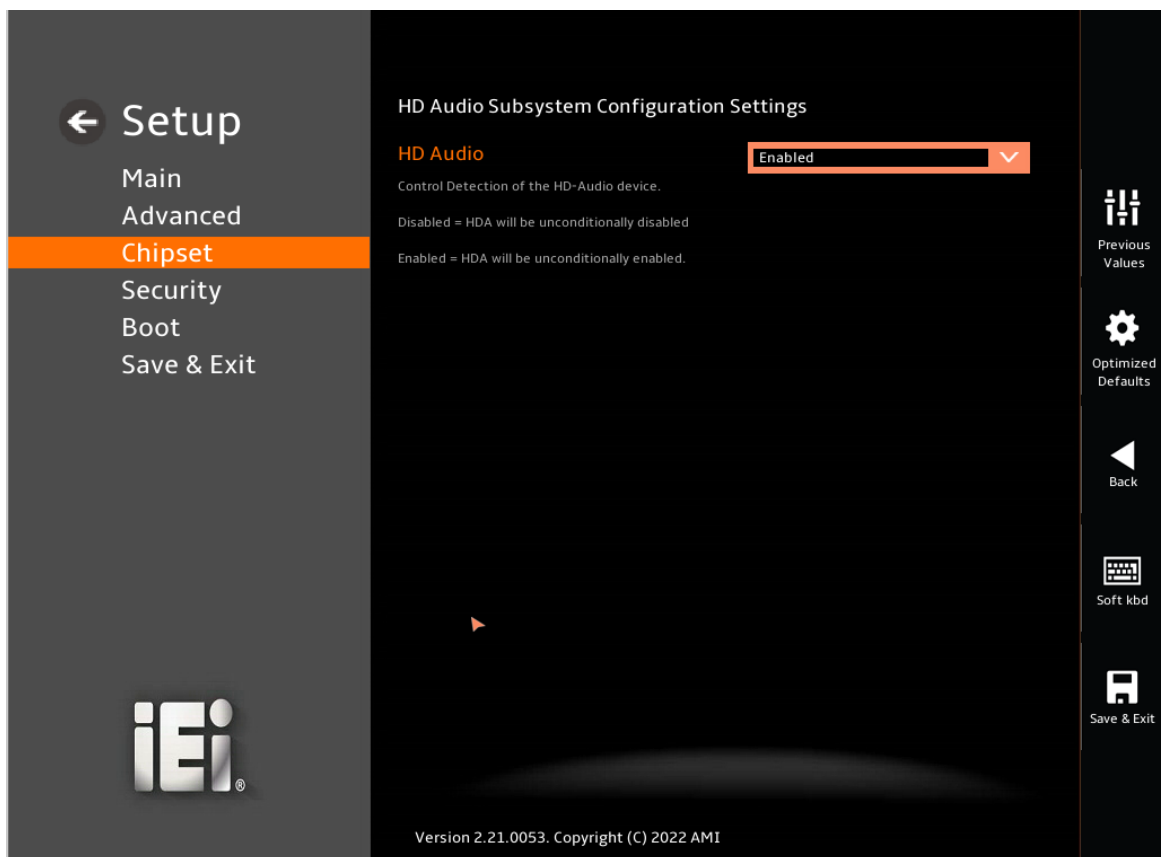 Setup
Main
Advanced
Chipset
Security
Boot
Save & Exit
iEi®
HD Audio Subsystem Configuration Settings
HD Audio
Enabled
Control Detection of the HD-Audio device.
Disabled = HDA will be unconditionally disabled
Enabled = HDA will be unconditionally enabled.
Version 2.21.0053. Copyright (C) 2022 AMI
Previous
Values
Optimized
Defaults
Back
Soft kbd
Save & Exit